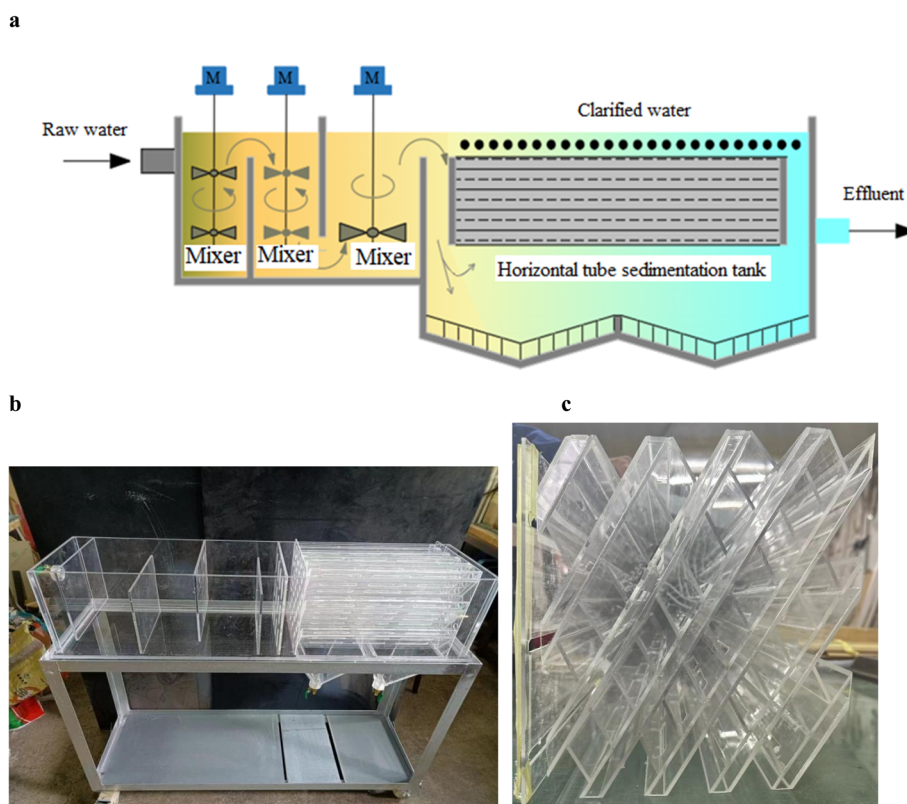 a
M
M
M
Clarified water
Raw water
Effluent
Mixer
Mixer
Mixer
Horizontal tube sedimentation tank
b
c